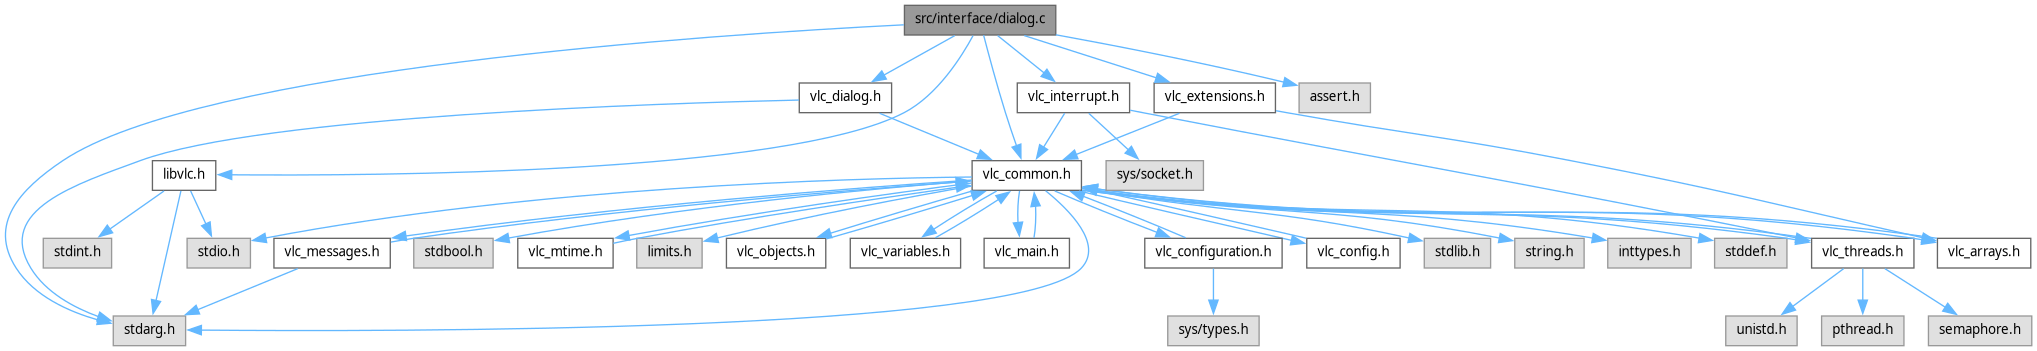 src/interface/dialog.c
vlc_dialog.h
vlc_interrupt.h
vlc_extensions.h
assert.h
libvlc.h
vlc_common.h
sys/socket.h
stdint.h
stdio.h
vlc_messages.h
stdbool.h
vlc_mtime.h
limits.h
vlc_objects.h
vlc_variables.h
vlc_main.h
vlc_configuration.h
vlc_config.h
stdlib.h
string.h
inttypes.h
stddef.h
vlc_threads.h
vlc_arrays.h
stdarg.h
sys/types.h
unistd.h
pthread.h
semaphore.h